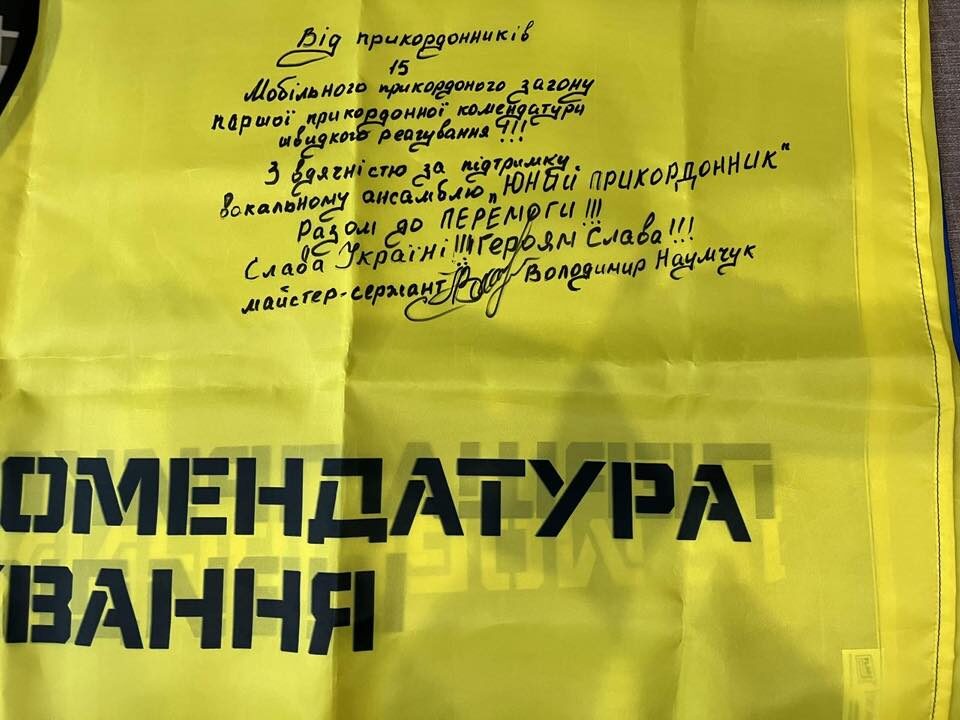 Від прикордонників
15
Мобільного прикордоного загону
першої прикордонної комендатури
швидкого реагування !!!
З вдячністю за підтримку
вокальному ансамблю „ЮНИЙ ПРИКОРДОННИК"
Разом до ПЕРЕМОГИ !!!
Слава Україні !!! Героям Слава !!!
майстер-сержант Володимир Наумчук
ОМЕНДАТУРА
ВАННЯ